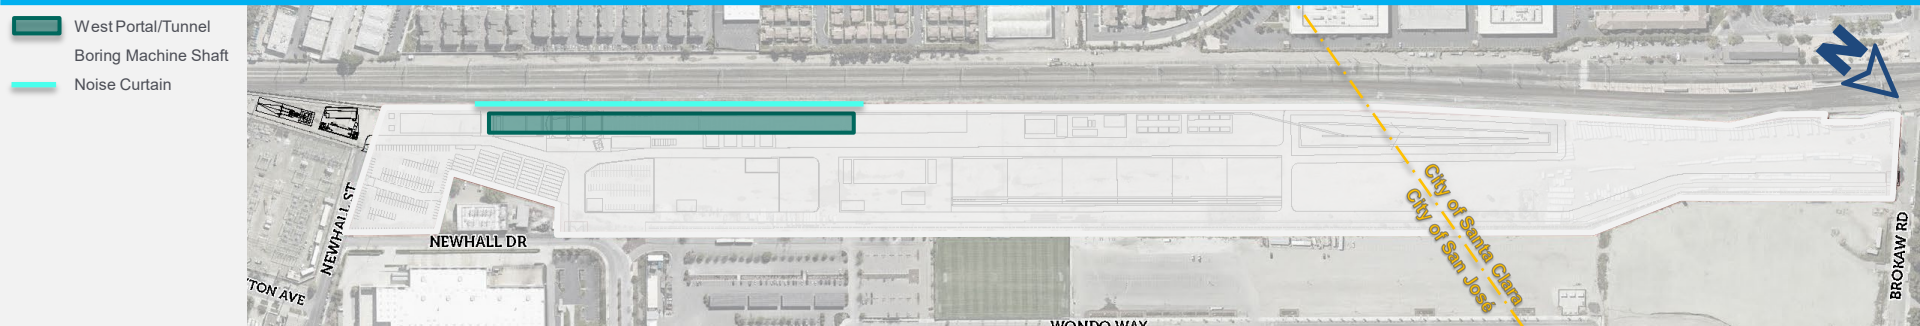 West Portal/Tunnel
Boring Machine Shaft
Noise Curtain
N
NEWHALL ST
NEWHALL DR
TON AVE
WONDO WAY
City of Santa Clara
City of San José
BROKAW RD